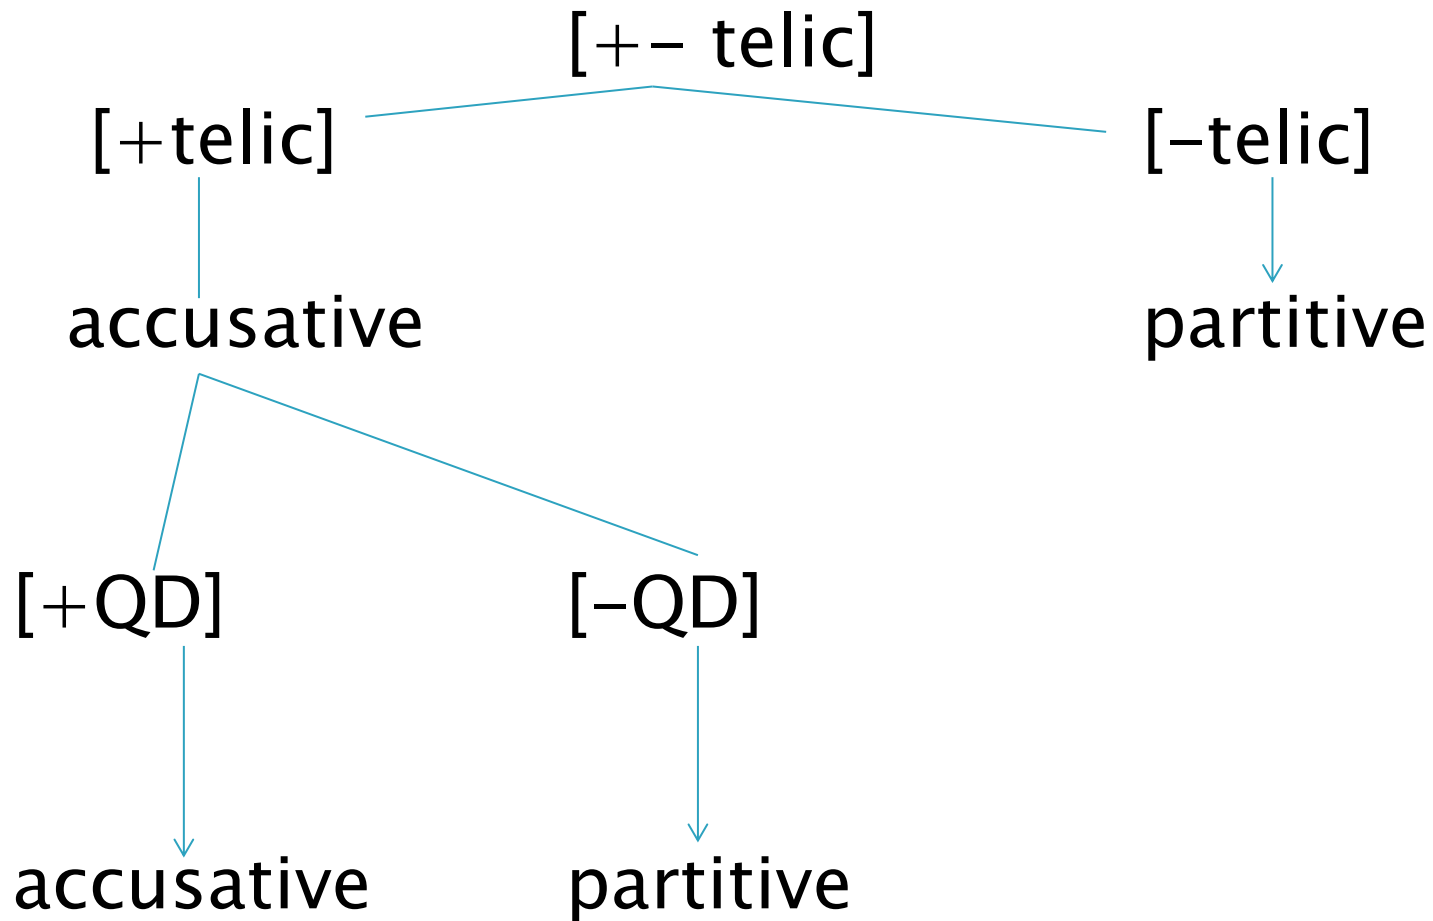 [+– telic]
[+telic] [–telic]
accusative partitive
[+QD] [–QD]
accusative partitive